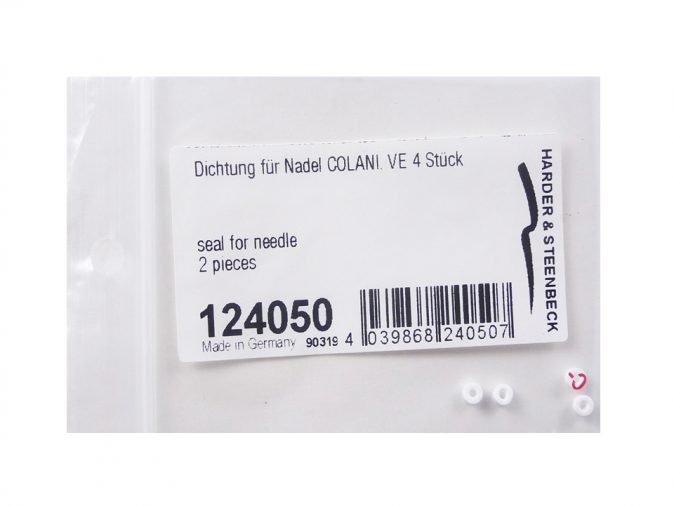 Dichtung für Nadel COLANI. VE 4 Stück
seal for needle
2 pieces
124050
Made in Germany 90319
4 039868 240507
HARDER & STEENBECK